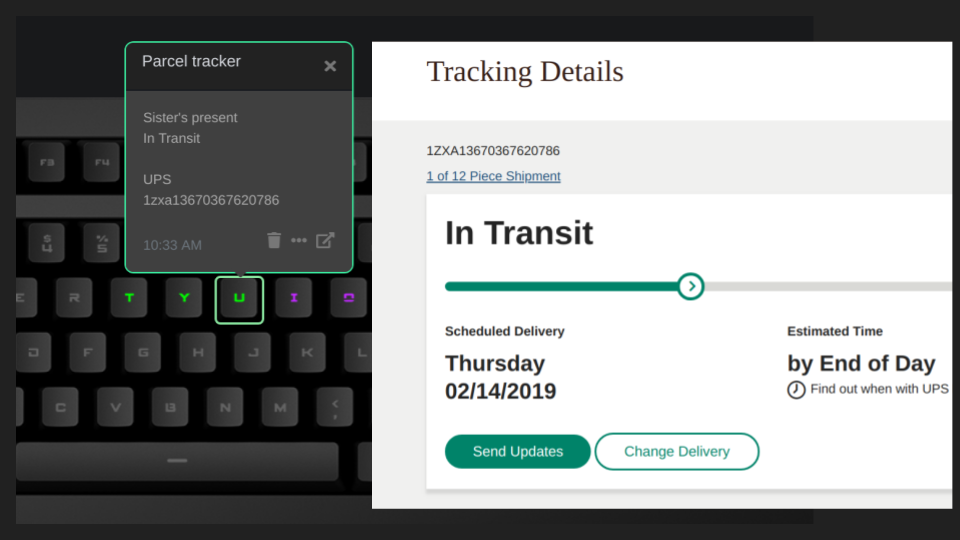 Parcel tracker
Sister's present
In Transit
UPS
1zxa13670367620786
10:33 AM
F3
F4
$
4
%
5
E
R
T
Y
U
I
O
D
F
G
H
J
K
L
C
V
B
N
M
<
,
Tracking Details
1ZXA13670367620786
1 of 12 Piece Shipment
In Transit
Scheduled Delivery
Thursday
02/14/2019
Estimated Time
by End of Day
Find out when with UPS
Send Updates
Change Delivery